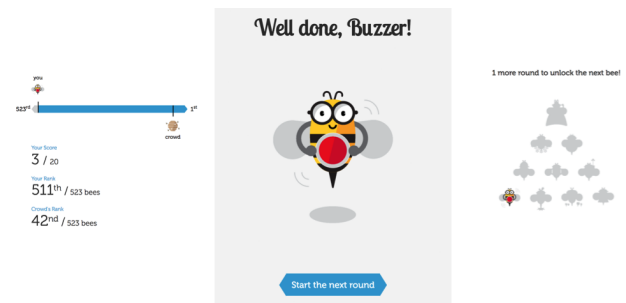 you
523rd
1st
crowd
Your Score
3 / 20
Your Rank
511th / 523 bees
Crowd's Rank
42nd / 523 bees
Well done, Buzzer!
Start the next round
1 more round to unlock the next bee!